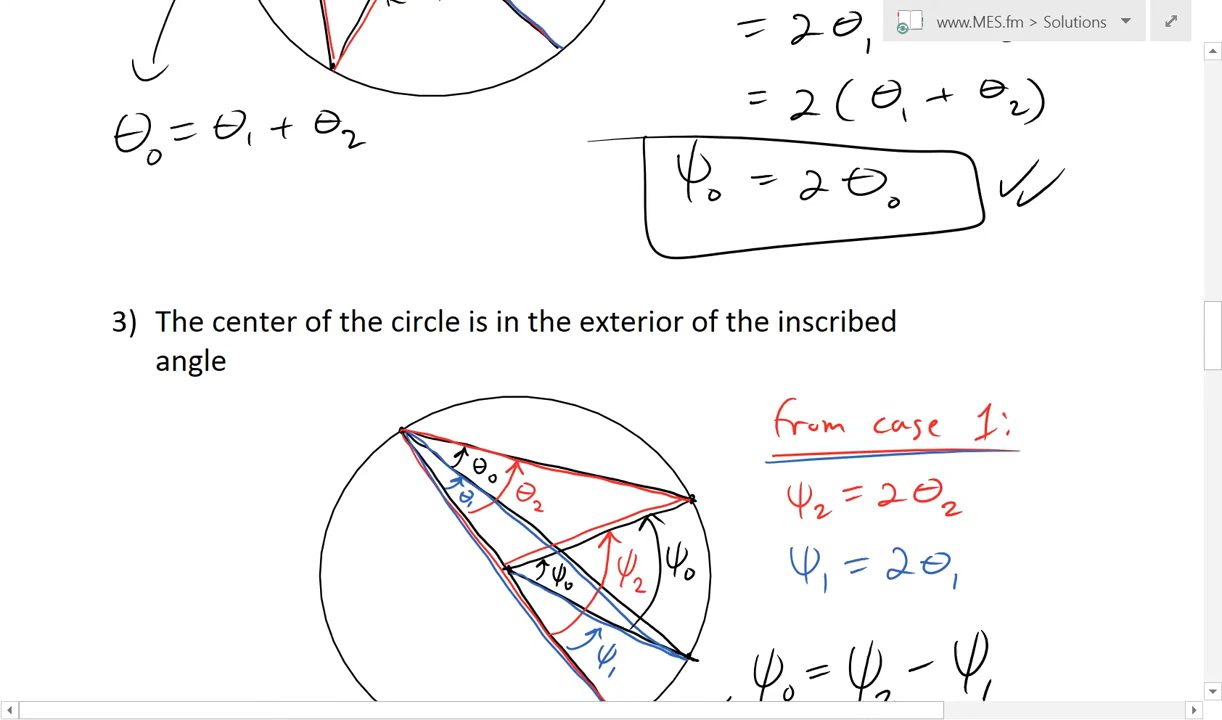 www.MES.fm > Solutions
= 2θ₁
= 2(θ₁ + θ₂)
θ₀ = θ₁ + θ₂
ψ₀ = 2θ₀
3) The center of the circle is in the exterior of the inscribed
angle
from case 1:
θ₀
θ₁
θ₂
ψ₂ = 2θ₂
ψ₀
ψ₂
ψ₀
ψ₁ = 2θ₁
ψ₁
ψ₀ = ψ₂ − ψ₁